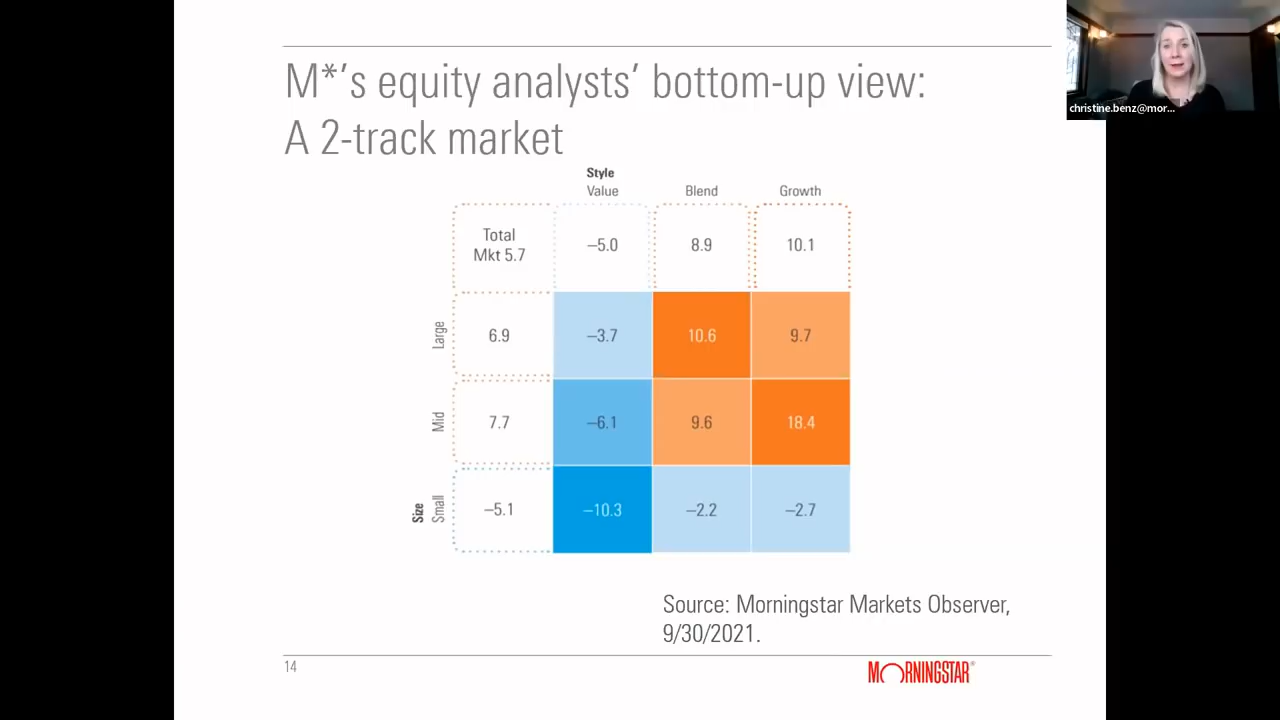 M*'s equity analysts' bottom-up view:
A 2-track market
christine.benz@mor...
Style
Value
Blend
Growth
Total
Mkt 5.7
–5.0
8.9
10.1
Large
6.9
–3.7
10.6
9.7
Mid
7.7
–6.1
9.6
18.4
Size
Small
–5.1
–10.3
–2.2
–2.7
Source: Morningstar Markets Observer,
9/30/2021.
14
MORNINGSTAR®